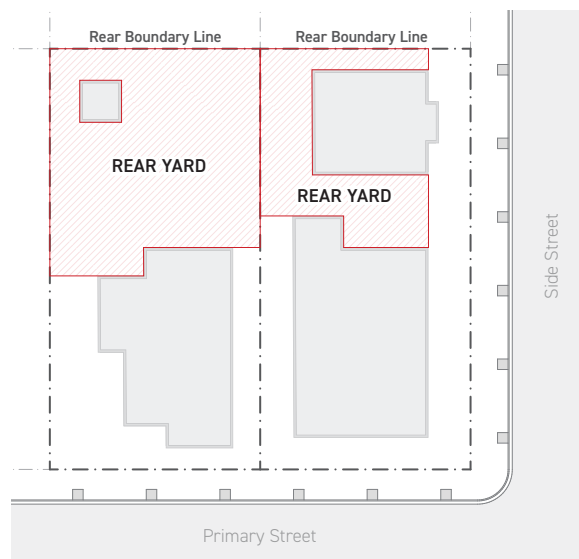 Rear Boundary Line
Rear Boundary Line
REAR YARD
REAR YARD
Side Street
Primary Street